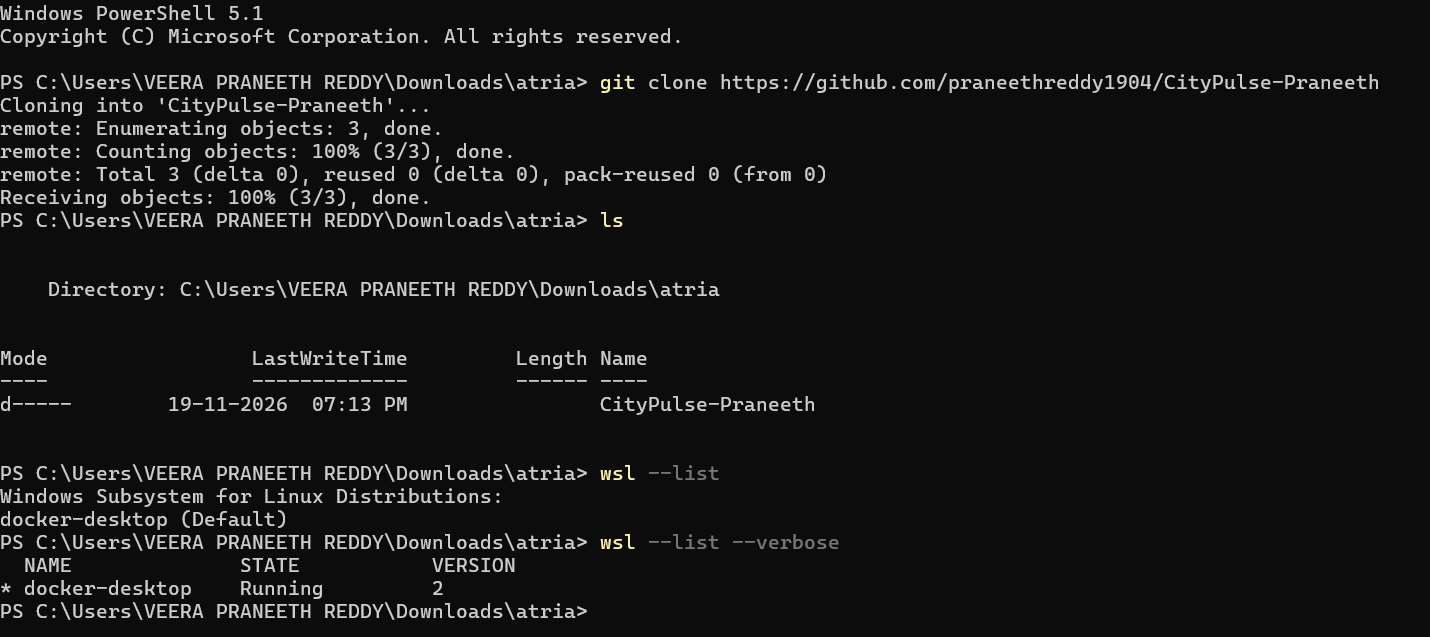 Windows PowerShell 5.1
Copyright (C) Microsoft Corporation. All rights reserved.
PS C:\Users\VEERA PRANEETH REDDY\Downloads\atria> git clone https://github.com/praneethreddy1904/CityPulse-Praneeth
Cloning into 'CityPulse-Praneeth'...
remote: Enumerating objects: 3, done.
remote: Counting objects: 100% (3/3), done.
remote: Total 3 (delta 0), reused 0 (delta 0), pack-reused 0 (from 0)
Receiving objects: 100% (3/3), done.
PS C:\Users\VEERA PRANEETH REDDY\Downloads\atria> ls
    Directory: C:\Users\VEERA PRANEETH REDDY\Downloads\atria
Mode                 LastWriteTime         Length Name
----                 -------------         ------ ----
d-----        19-11-2026  07:13 PM                CityPulse-Praneeth
PS C:\Users\VEERA PRANEETH REDDY\Downloads\atria> wsl --list
Windows Subsystem for Linux Distributions:
docker-desktop (Default)
PS C:\Users\VEERA PRANEETH REDDY\Downloads\atria> wsl --list --verbose
  NAME              STATE           VERSION
* docker-desktop    Running         2
PS C:\Users\VEERA PRANEETH REDDY\Downloads\atria>